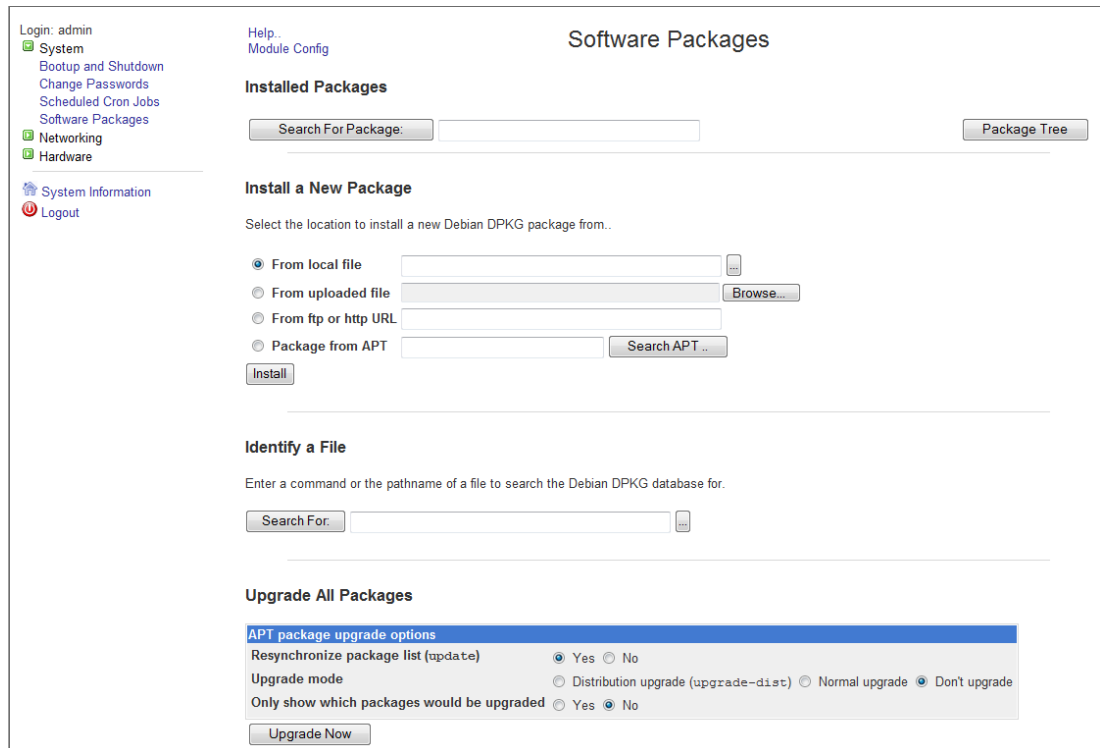 Login: admin
System
Bootup and Shutdown
Change Passwords
Scheduled Cron Jobs
Software Packages
Networking
Hardware
System Information
Logout
Help..
Module Config
Software Packages
Installed Packages
Search For Package:
Package Tree
Install a New Package
Select the location to install a new Debian DPKG package from..
From local file ...
From uploaded file Browse...
From ftp or http URL
Package from APT Search APT ..
Install
Identify a File
Enter a command or the pathname of a file to search the Debian DPKG database for.
Search For: ...
Upgrade All Packages
APT package upgrade options
Resynchronize package list (update) Yes No
Upgrade mode Distribution upgrade (upgrade-dist) Normal upgrade Don't upgrade
Only show which packages would be upgraded Yes No
Upgrade Now